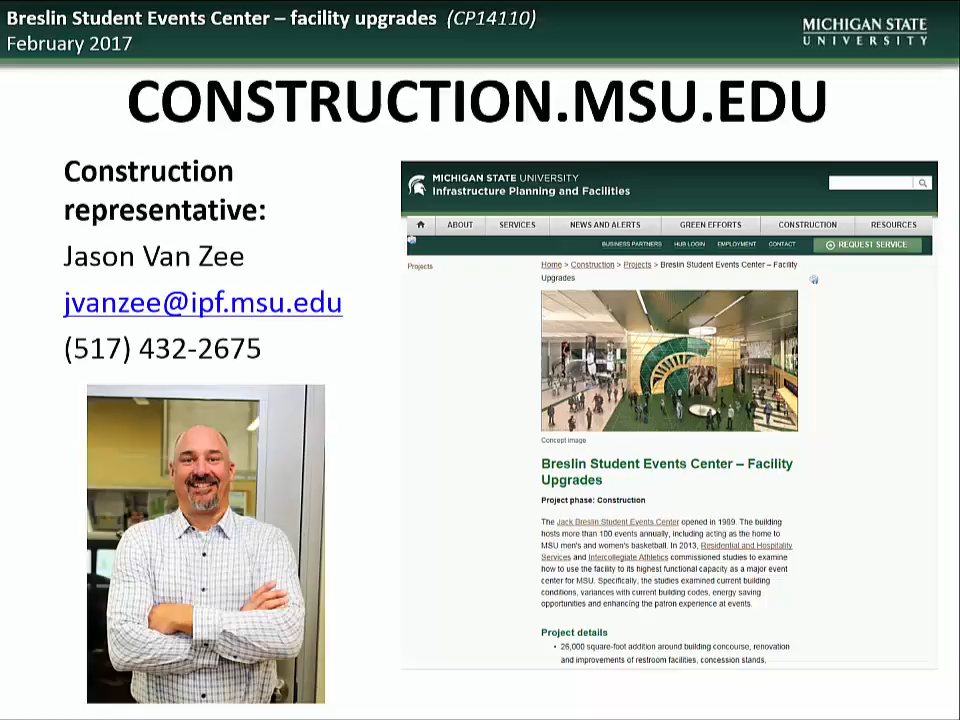 Breslin Student Events Center – facility upgrades (CP14110)
February 2017
MICHIGAN STATE
UNIVERSITY
CONSTRUCTION.MSU.EDU
Construction
representative:
Jason Van Zee
jvanzee@ipf.msu.edu
(517) 432-2675
MICHIGAN STATE UNIVERSITY
Infrastructure Planning and Facilities
ABOUT SERVICES NEWS AND ALERTS GREEN EFFORTS CONSTRUCTION RESOURCES
BUSINESS PARTNERS HUB LOGIN EMPLOYMENT CONTACT REQUEST SERVICE
Projects
Home > Construction > Projects > Breslin Student Events Center – Facility
Upgrades
Concept image
Breslin Student Events Center – Facility
Upgrades
Project phase: Construction
The Jack Breslin Student Events Center opened in 1989. The building
hosts more than 100 events annually, including acting as the home to
MSU men's and women's basketball. In 2013, Residential and Hospitality
Services and Intercollegiate Athletics commissioned studies to examine
how to use the facility to its highest functional capacity as a major event
center for MSU. Specifically, the studies examined current building
conditions, variances with current building codes, energy saving
opportunities and enhancing the patron experience at events.
Project details
• 26,000 square-foot addition around building concourse, renovation
and improvements of restroom facilities, concession stands,